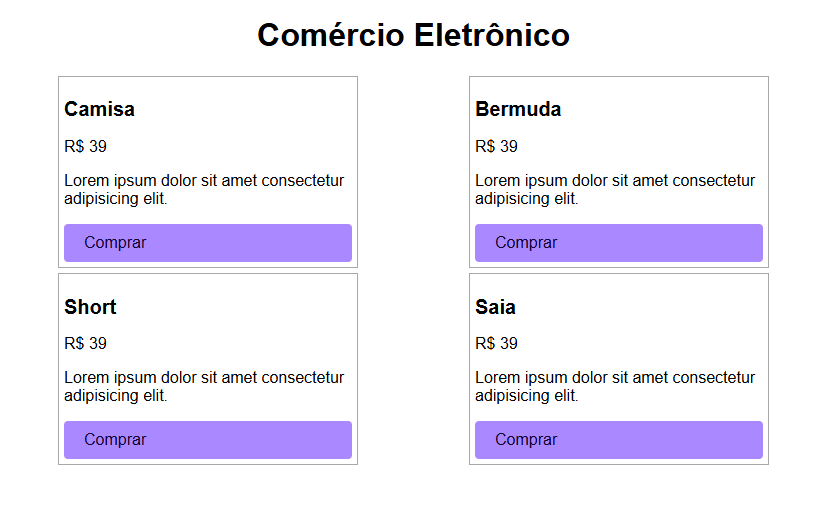 Comércio Eletrônico
Camisa
R$ 39
Lorem ipsum dolor sit amet consectetur
adipisicing elit.
Comprar
Bermuda
R$ 39
Lorem ipsum dolor sit amet consectetur
adipisicing elit.
Comprar
Short
R$ 39
Lorem ipsum dolor sit amet consectetur
adipisicing elit.
Comprar
Saia
R$ 39
Lorem ipsum dolor sit amet consectetur
adipisicing elit.
Comprar